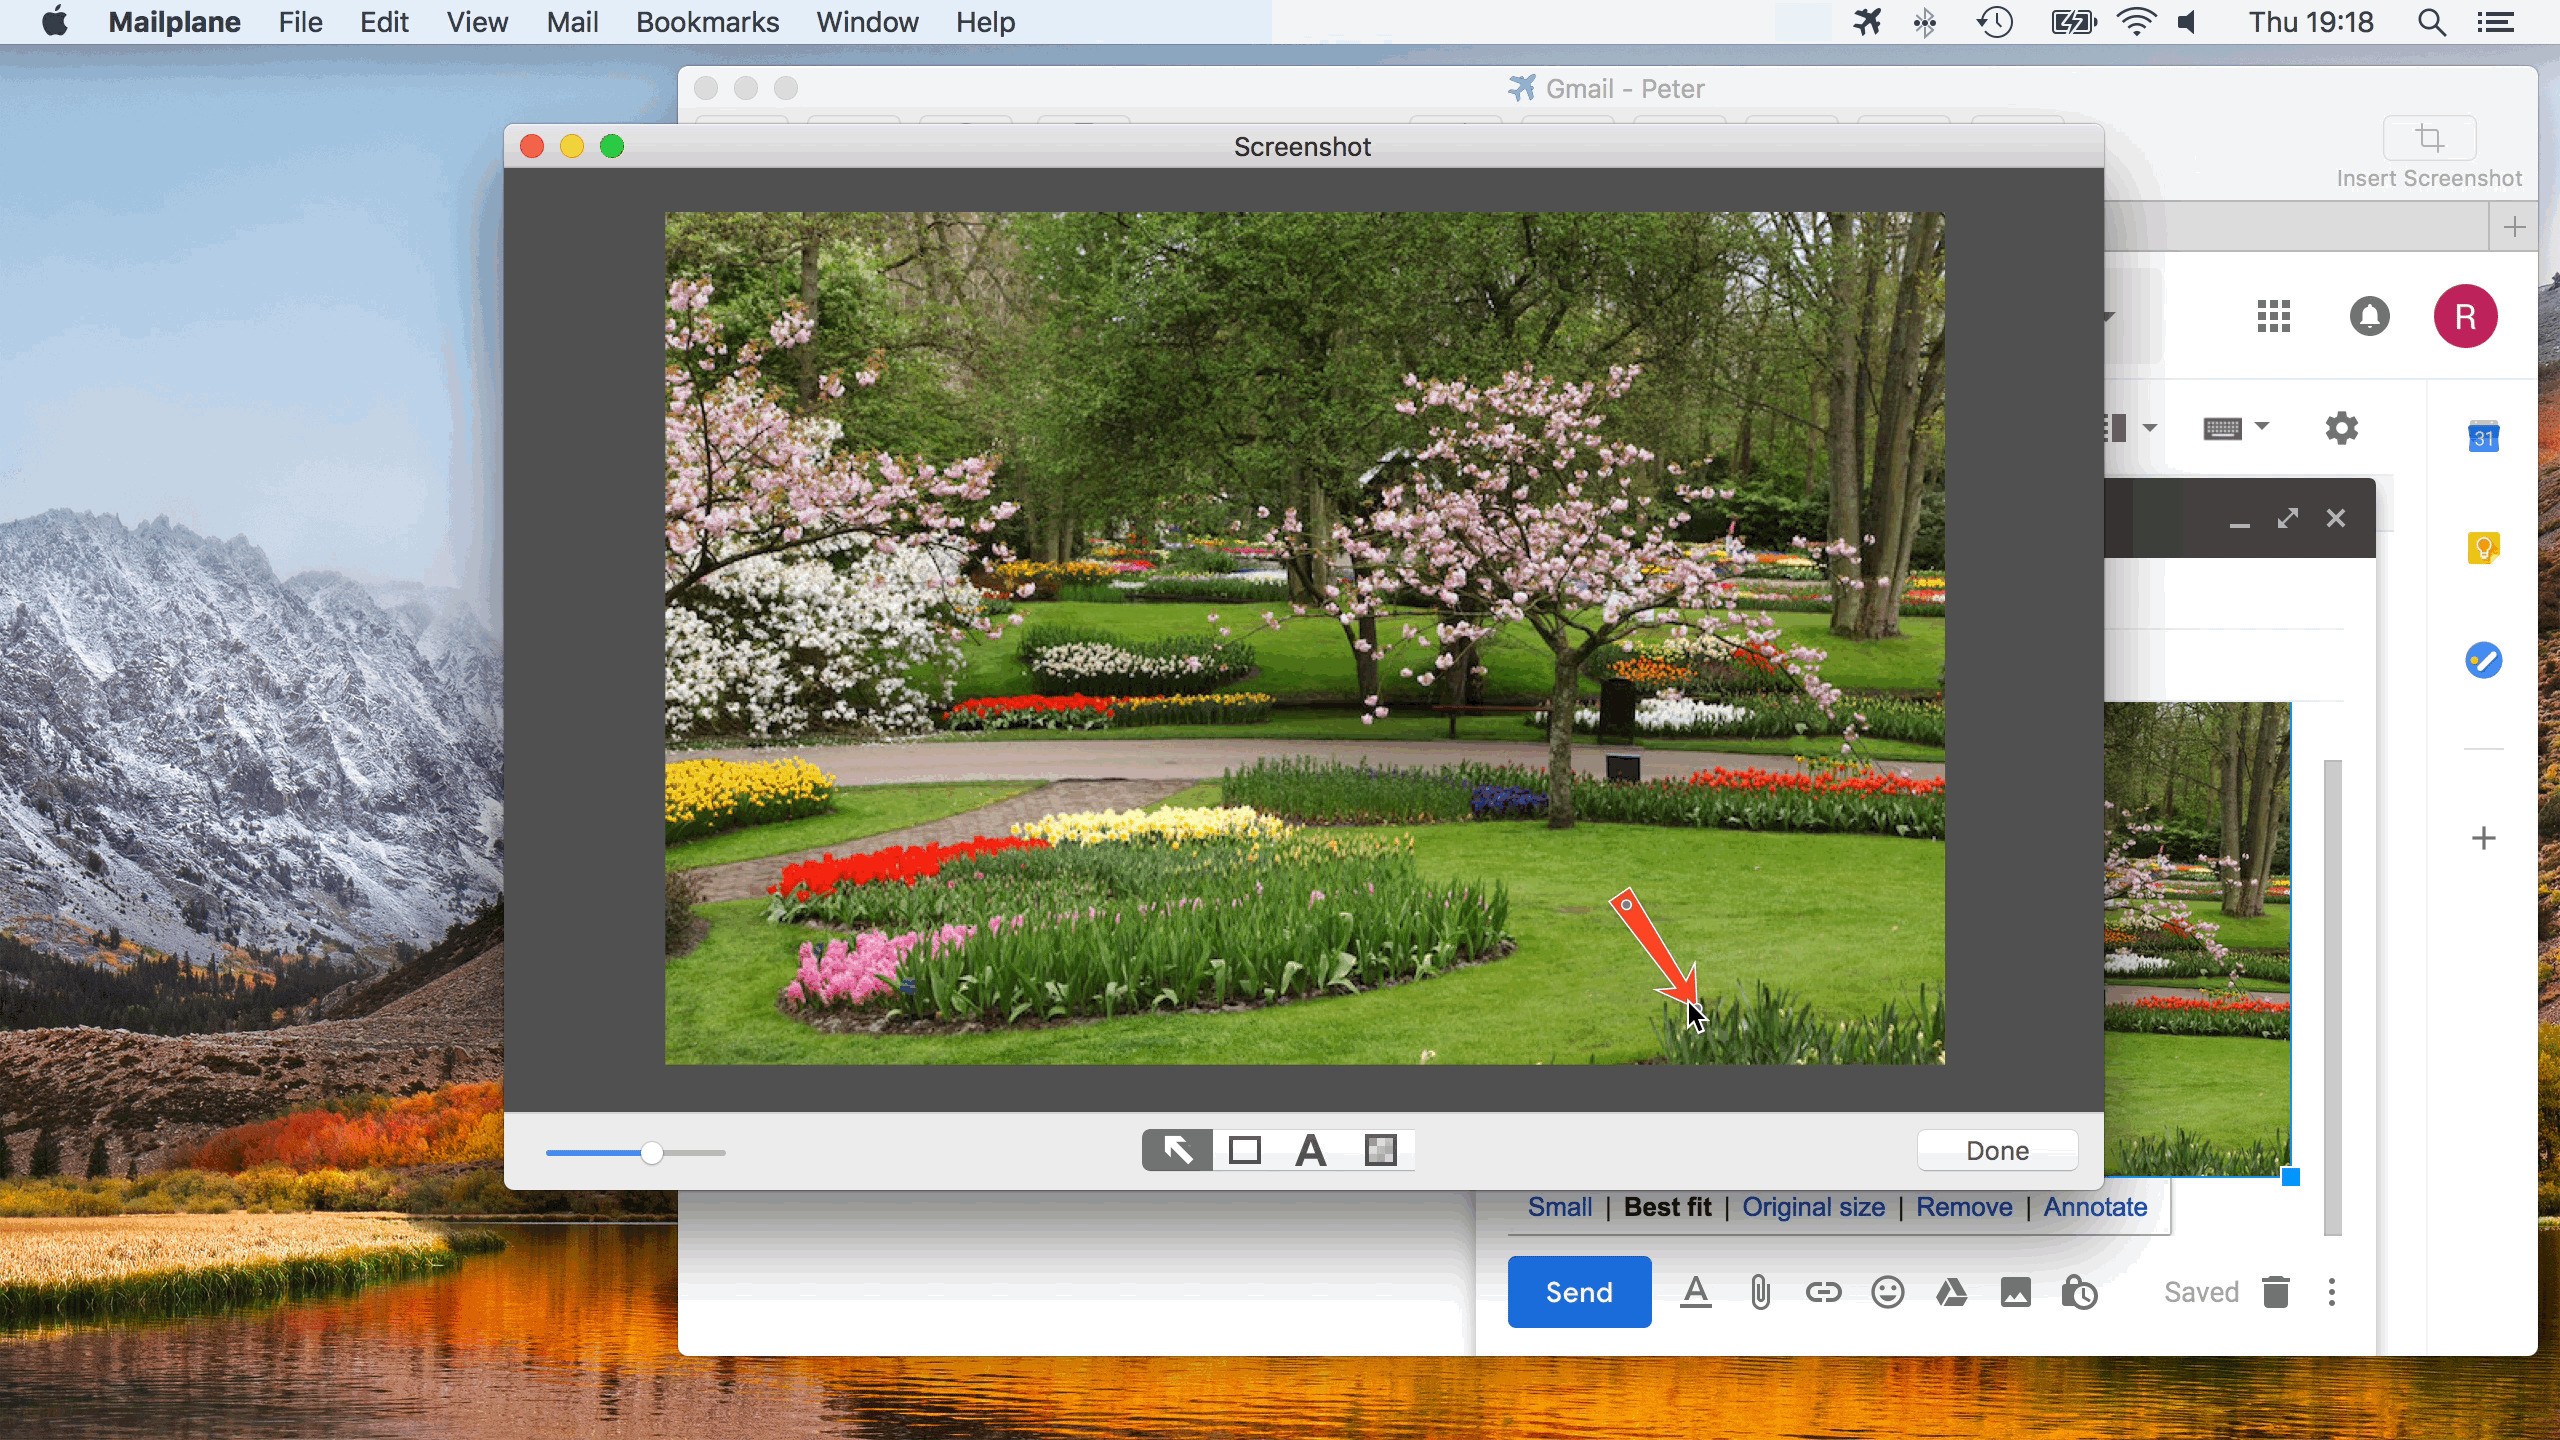 Mailplane File Edit View Mail Bookmarks Window Help Thu 19:18
Gmail - Peter
Screenshot
Insert Screenshot
R
31
A
Done
Small | Best fit | Original size | Remove | Annotate
Send A Saved